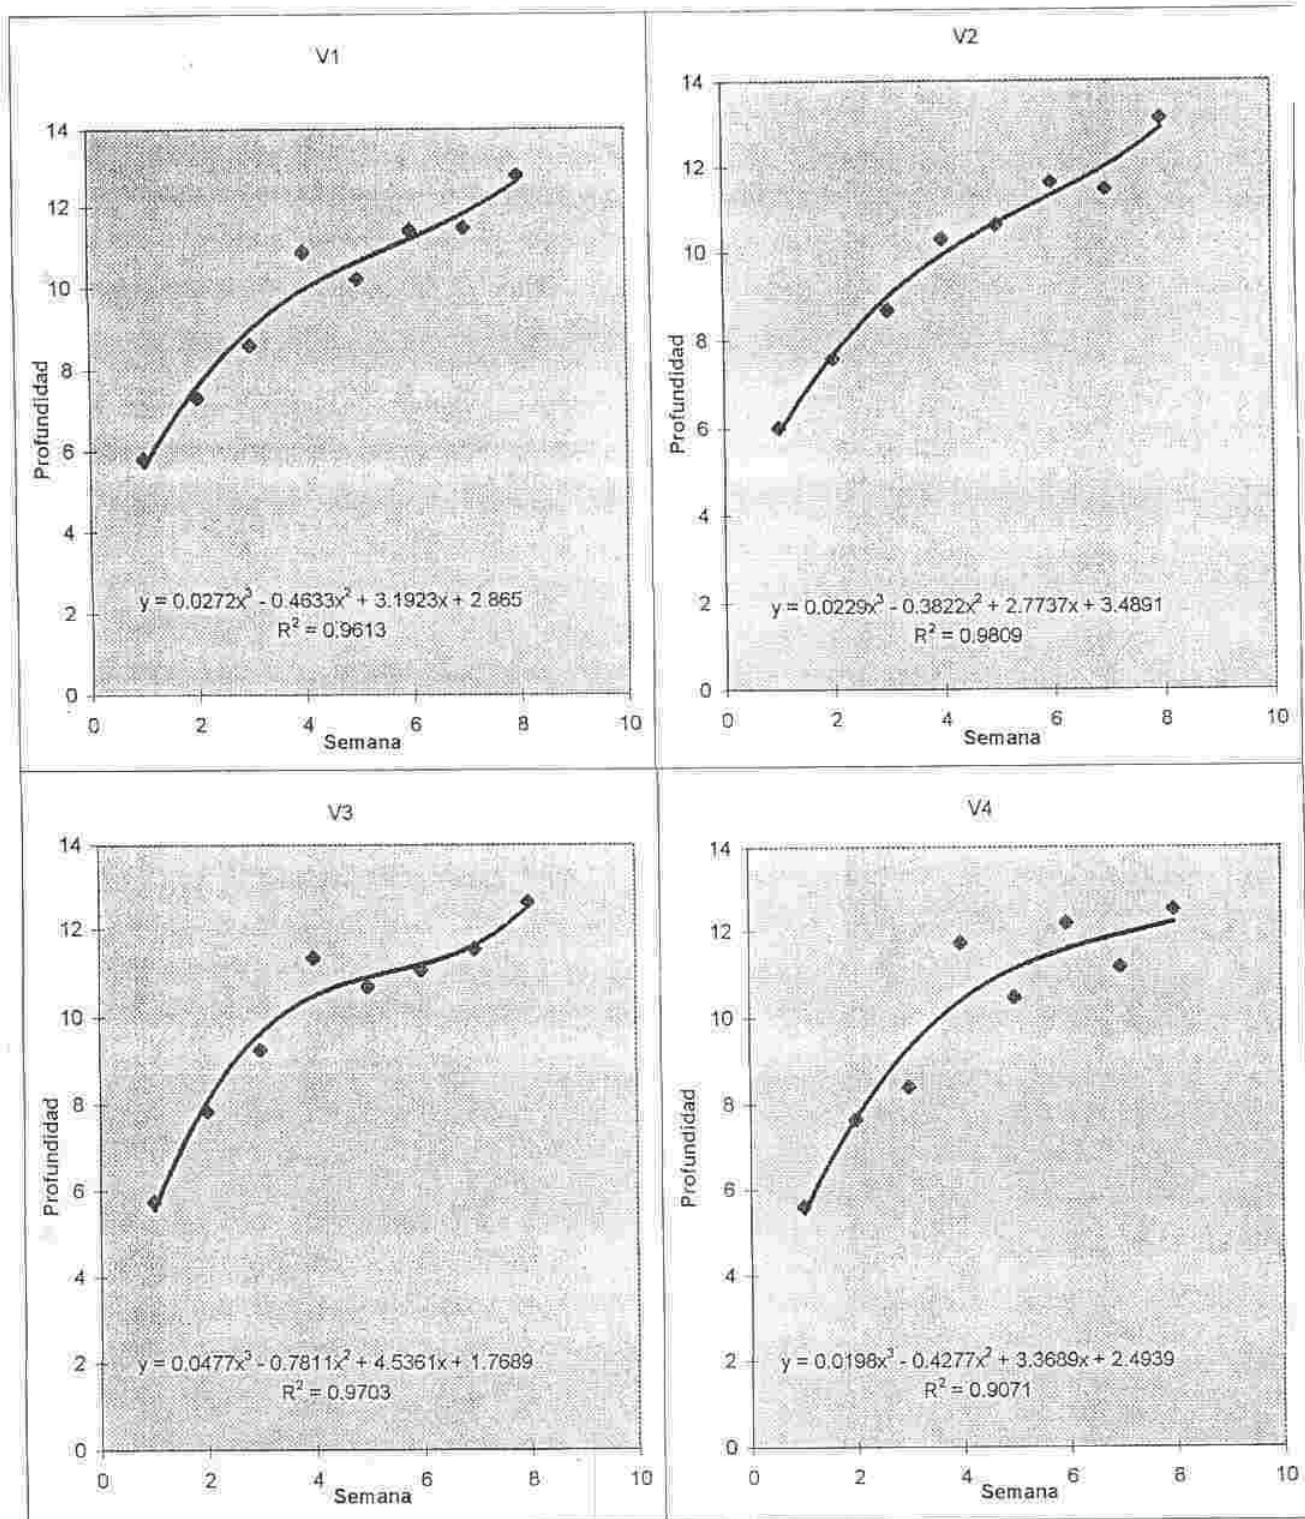 V1
14
12
10
8
6
4
2
0
Profundidad
y = 0.0272x³ - 0.4633x² + 3.1923x + 2.865
R² = 0.9613
0 2 4 6 8 10
Semana
V2
14
12
10
8
6
4
2
0
Profundidad
y = 0.0229x³ - 0.3822x² + 2.7737x + 3.4891
R² = 0.9809
0 2 4 6 8 10
Semana
V3
14
12
10
8
6
4
2
0
Profundidad
y = 0.0477x³ - 0.7811x² + 4.5361x + 1.7689
R² = 0.9703
0 2 4 6 8 10
Semana
V4
14
12
10
8
6
4
2
0
Profundidad
y = 0.0198x³ - 0.4277x² + 3.3689x + 2.4939
R² = 0.9071
0 2 4 6 8 10
Semana